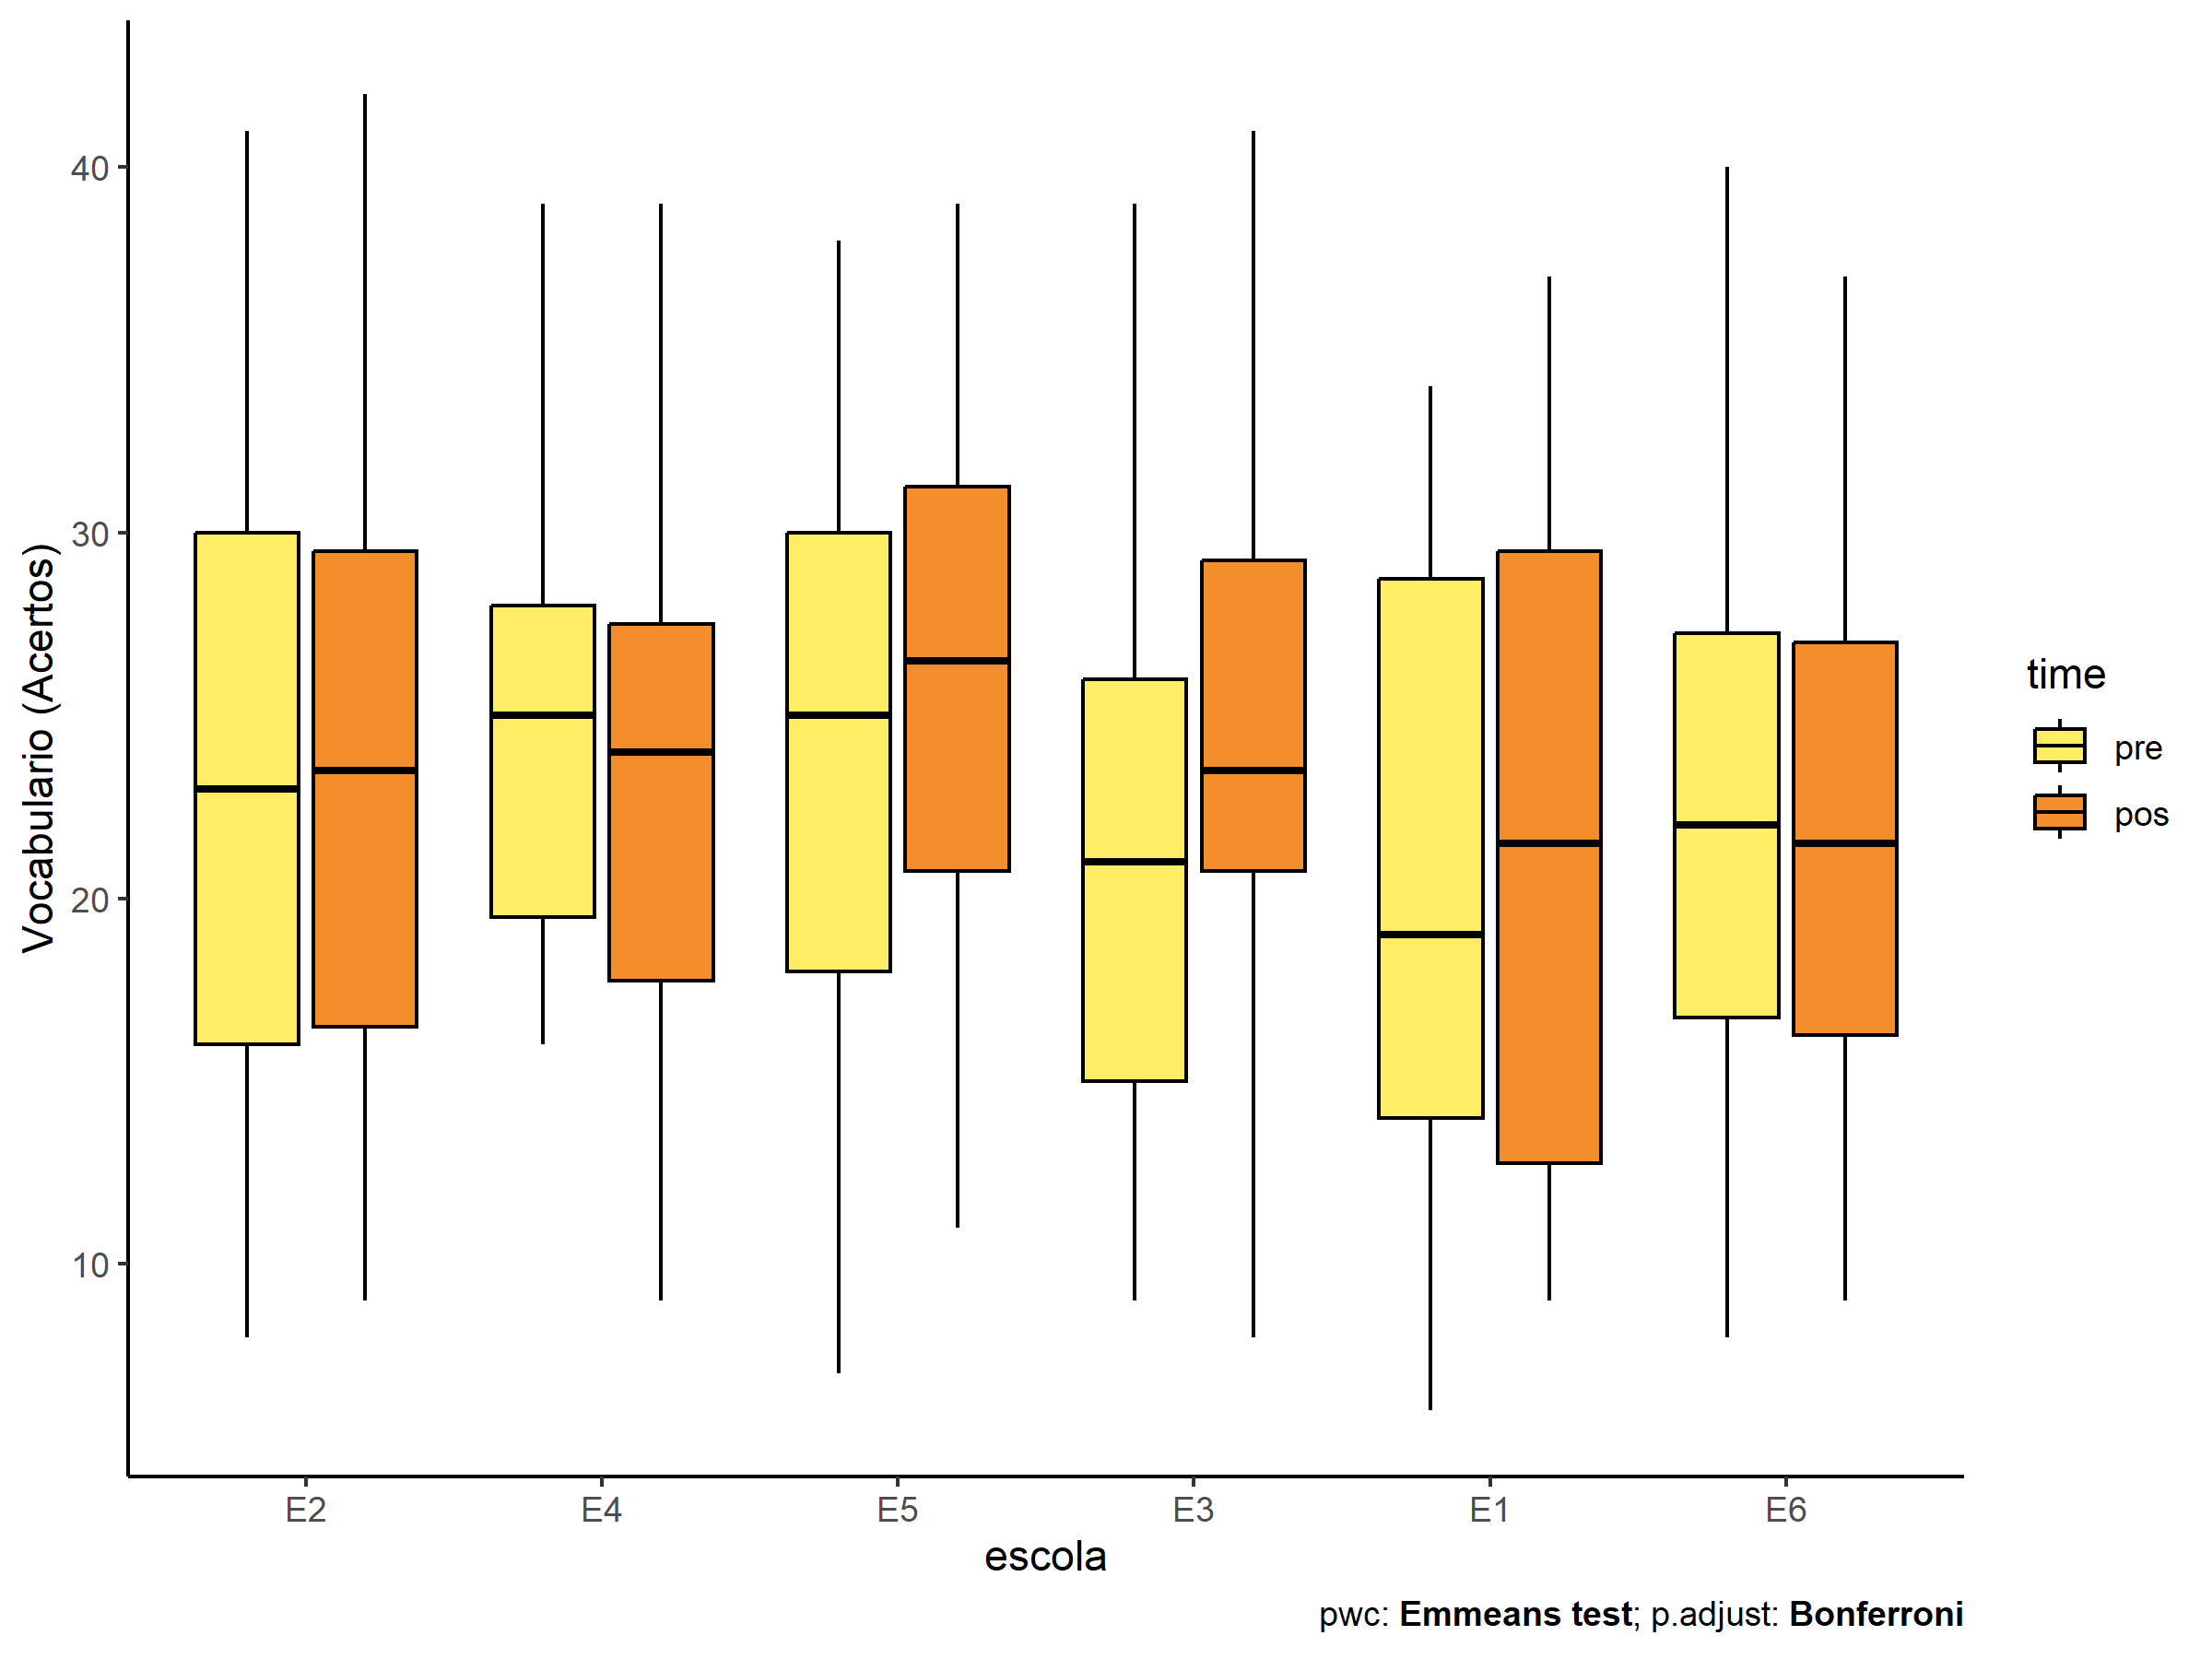 Vocabulario (Acertos)
40
30
20
10
E2 E4 E5 E3 E1 E6
escola
time
pre
pos
pwc: Emmeans test; p.adjust: Bonferroni